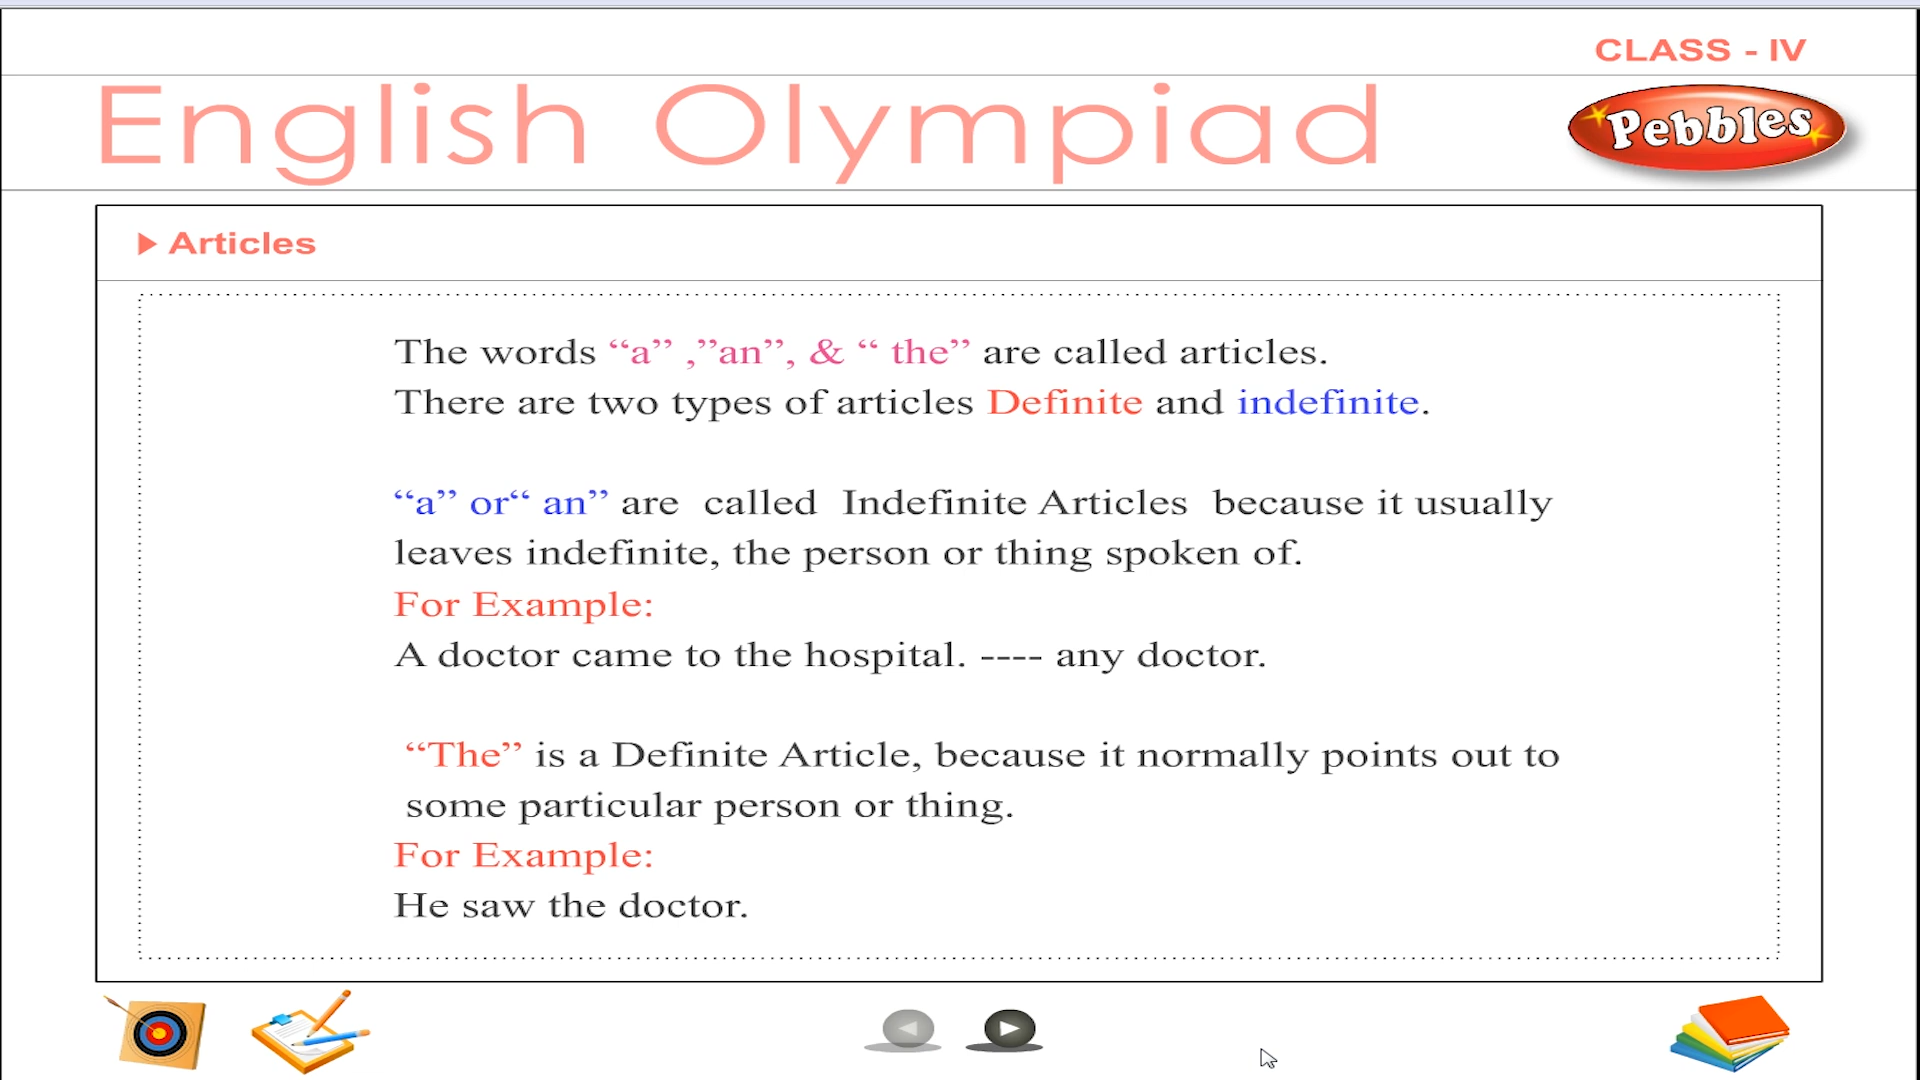 CLASS - IV
English Olympiad
Pebbles
Articles
The words “a” ,”an”, & “ the” are called articles.
There are two types of articles Definite and indefinite.
“a” or“ an” are called Indefinite Articles because it usually
leaves indefinite, the person or thing spoken of.
For Example:
A doctor came to the hospital. ---- any doctor.
“The” is a Definite Article, because it normally points out to
some particular person or thing.
For Example:
He saw the doctor.